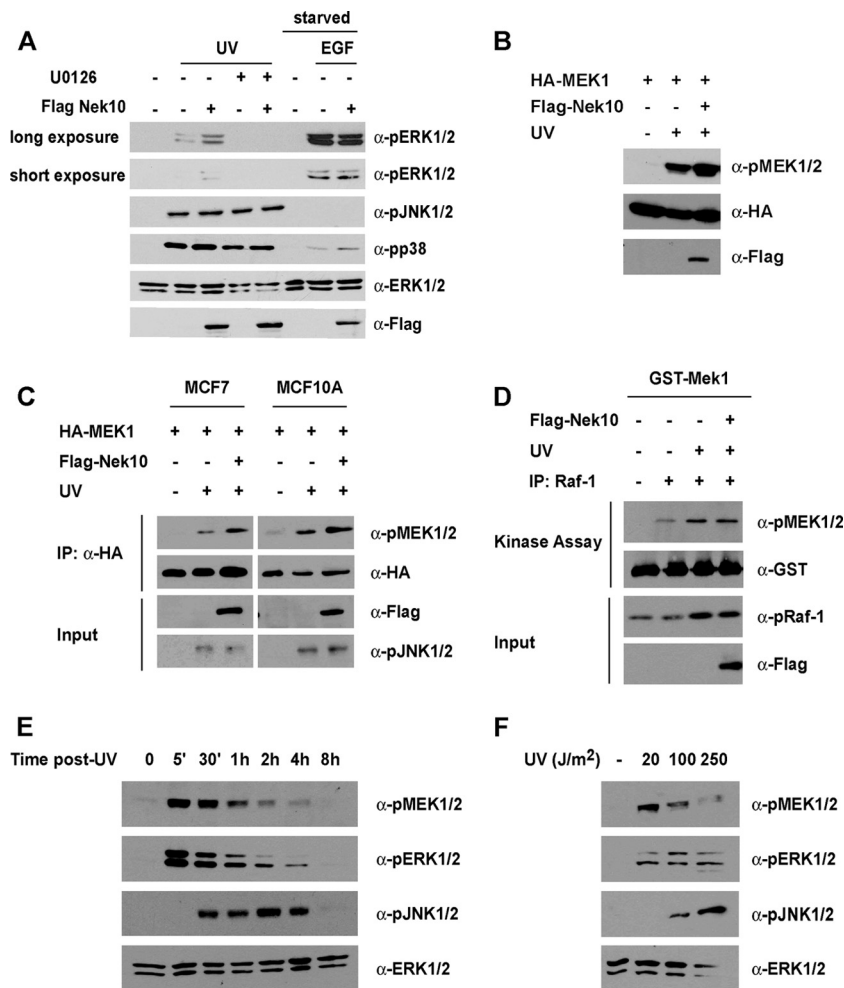 A
starved
UV
EGF
U0126 - - - + + - - -
Flag Nek10 - - + - + - - +
long exposure
α-pERK1/2
short exposure
α-pERK1/2
α-pJNK1/2
α-pp38
α-ERK1/2
α-Flag
B
HA-MEK1 + + +
Flag-Nek10 - - +
UV - + +
α-pMEK1/2
α-HA
α-Flag
C
MCF7 MCF10A
HA-MEK1 + + + + + +
Flag-Nek10 - - + - - +
UV - + + - + +
IP: α-HA
α-pMEK1/2
α-HA
Input
α-Flag
α-pJNK1/2
D
GST-Mek1
Flag-Nek10 - - - +
UV - - + +
IP: Raf-1 - + + +
Kinase Assay
α-pMEK1/2
α-GST
Input
α-pRaf-1
α-Flag
E
Time post-UV 0 5' 30' 1h 2h 4h 8h
α-pMEK1/2
α-pERK1/2
α-pJNK1/2
α-ERK1/2
F
UV (J/m²) - 20 100 250
α-pMEK1/2
α-pERK1/2
α-pJNK1/2
α-ERK1/2